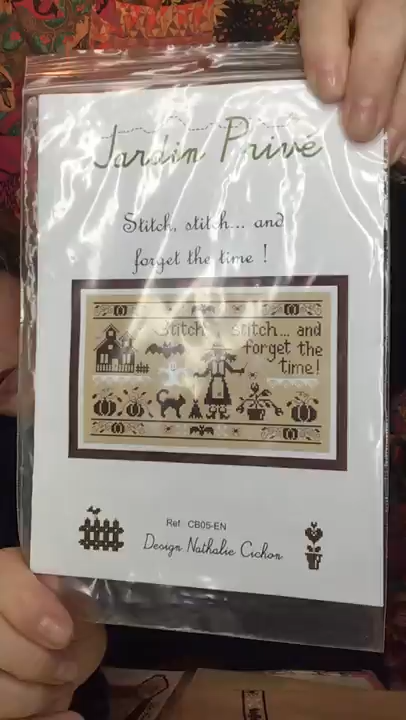 Jardin Privé
Stitch, stitch... and
forget the time !
Stitch, stitch... and
forget the
time!
Ref CB05-EN
Design Nathalie Cichon